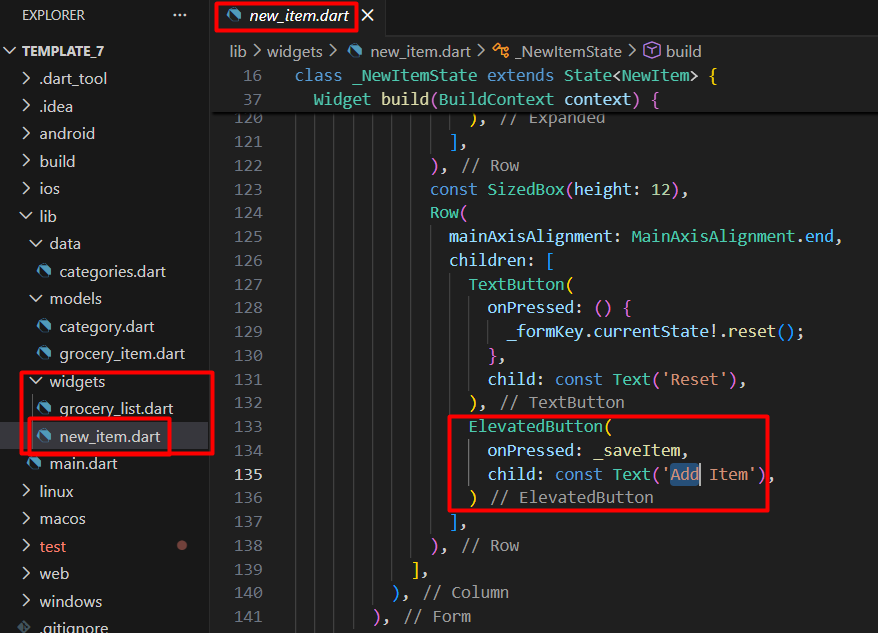 EXPLORER ...
TEMPLATE_7
.dart_tool
.idea
android
build
ios
lib
data
categories.dart
models
category.dart
grocery_item.dart
widgets
grocery_list.dart
new_item.dart
main.dart
linux
macos
test
web
windows
.gitignore
new_item.dart
lib > widgets > new_item.dart > _NewItemState > build
16 class _NewItemState extends State<NewItem> {
37 Widget build(BuildContext context) {
120 ), // Expanded
121 ],
122 ), // Row
123 const SizedBox(height: 12),
124 Row(
125 mainAxisAlignment: MainAxisAlignment.end,
126 children: [
127 TextButton(
128 onPressed: () {
129 _formKey.currentState!.reset();
130 },
131 child: const Text('Reset'),
132 ), // TextButton
133 ElevatedButton(
134 onPressed: _saveItem,
135 child: const Text('Add Item'),
136 ) // ElevatedButton
137 ],
138 ), // Row
139 ],
140 ), // Column
141 ), // Form